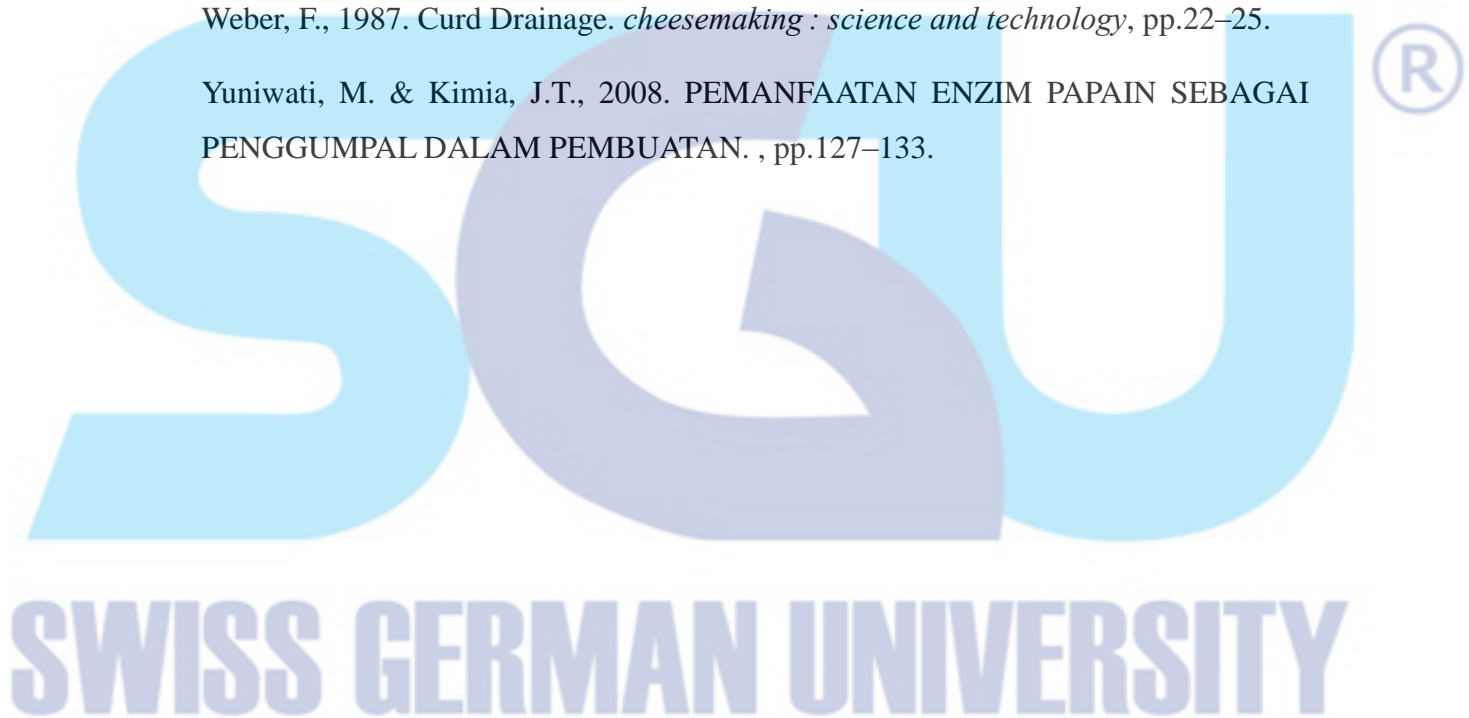 Weber, F., 1987. Curd Drainage. cheesemaking : science and technology, pp.22–25.
Yuniwati, M. & Kimia, J.T., 2008. PEMANFAATAN ENZIM PAPAIN SEBAGAI
PENGGUMPAL DALAM PEMBUATAN. , pp.127–133.
SGU ®
SWISS GERMAN UNIVERSITY